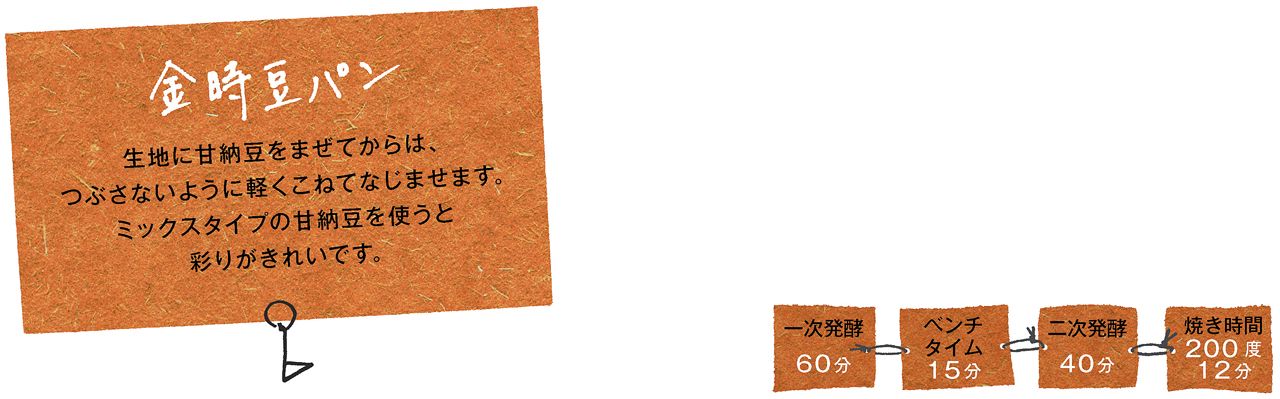 金時豆パン
生地に甘納豆をまぜてからは、
つぶさないように軽くこねてなじませます。
ミックスタイプの甘納豆を使うと
彩りがきれいです。
一次発酵
60分
ベンチ
タイム
15分
二次発酵
40分
焼き時間
200度
12分